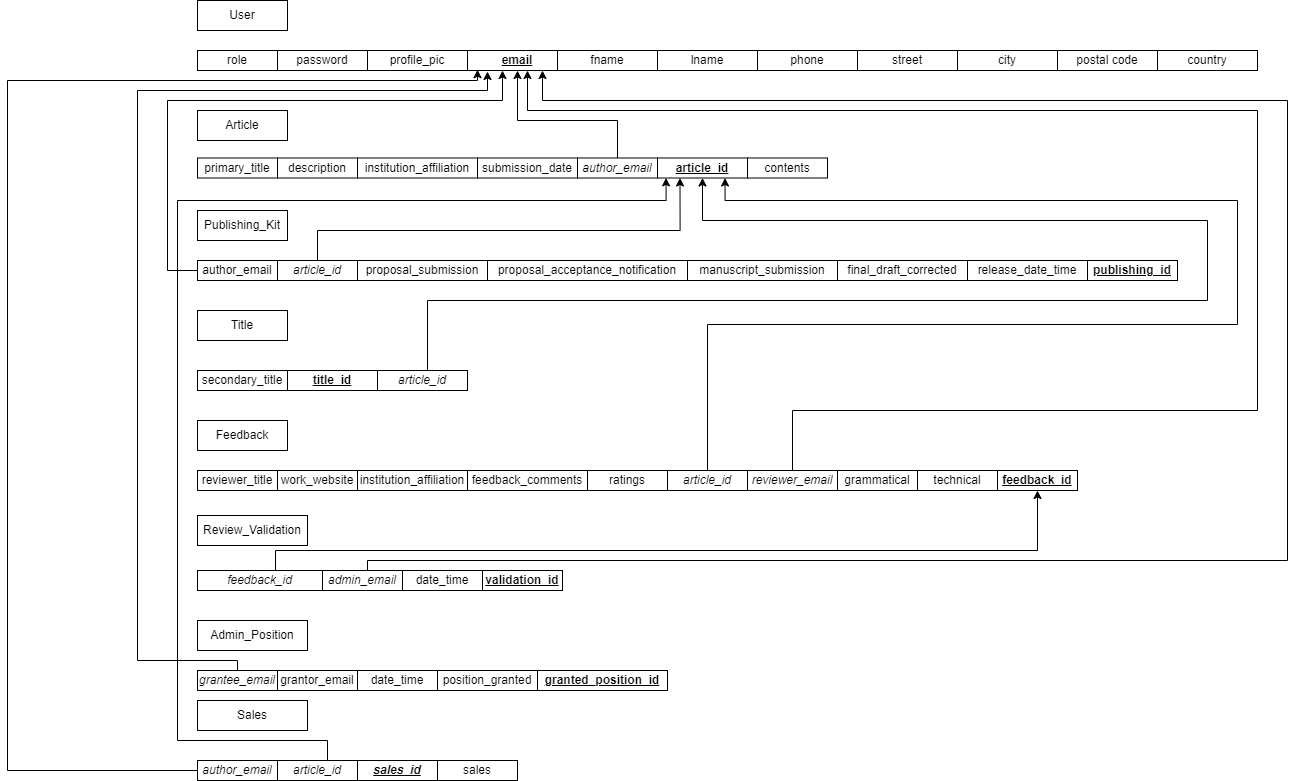 User
role password profile_pic email fname lname phone street city postal code country
Article
primary_title description institution_affiliation submission_date author_email article_id contents
Publishing_Kit
author_email article_id proposal_submission proposal_acceptance_notification manuscript_submission final_draft_corrected release_date_time publishing_id
Title
secondary_title title_id article_id
Feedback
reviewer_title work_website institution_affiliation feedback_comments ratings article_id reviewer_email grammatical technical feedback_id
Review_Validation
feedback_id admin_email date_time validation_id
Admin_Position
grantee_email grantor_email date_time position_granted granted_position_id
Sales
author_email article_id sales_id sales